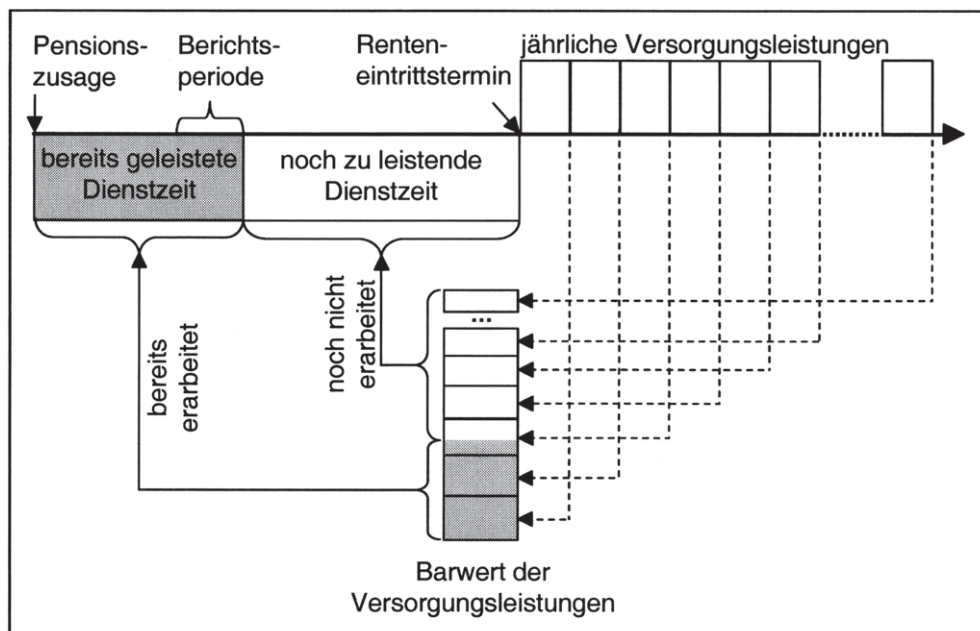 Pensions-
zusage
Berichts-
periode
Renten-
eintrittstermin
jährliche Versorgungsleistungen
bereits geleistete
Dienstzeit
noch zu leistende
Dienstzeit
bereits
erarbeitet
noch nicht
erarbeitet
...
Barwert der
Versorgungsleistungen